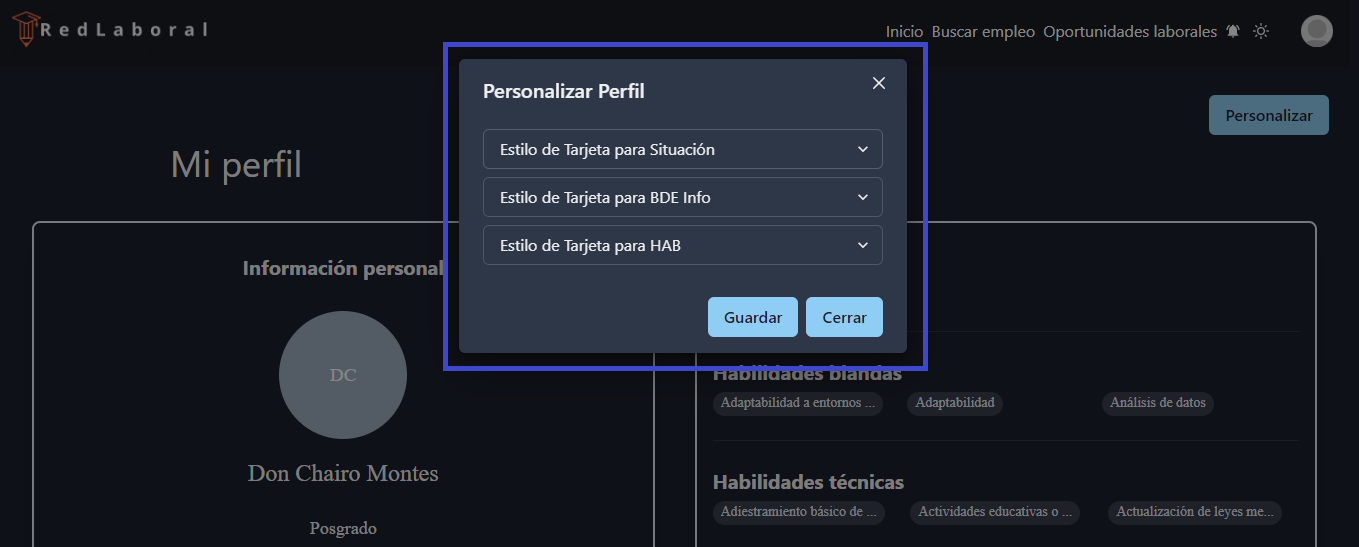 RedLaboral
Inicio Buscar empleo Oportunidades laborales
Personalizar
Mi perfil
Personalizar Perfil
Estilo de Tarjeta para Situación
Estilo de Tarjeta para BDE Info
Estilo de Tarjeta para HAB
Guardar Cerrar
Información personal
DC
Don Chairo Montes
Posgrado
Habilidades blandas
Adaptabilidad a entornos ... Adaptabilidad Análisis de datos
Habilidades técnicas
Adiestramiento básico de ... Actividades educativas o ... Actualización de leyes me...